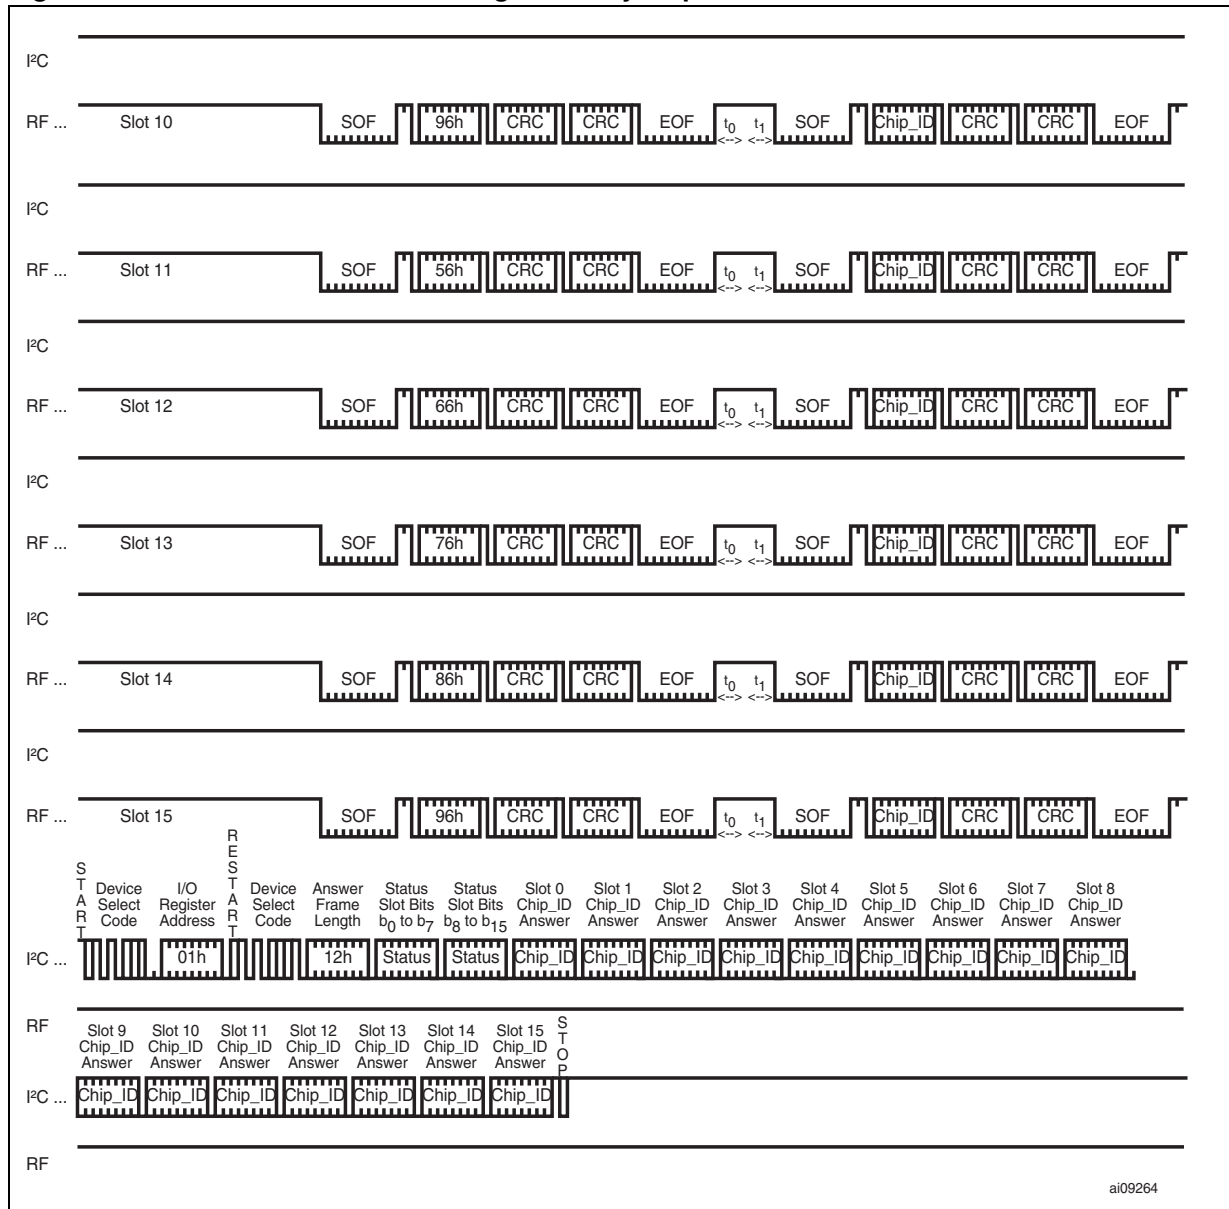 I²C
RF ... Slot 10 SOF 96h CRC CRC EOF t0 t1 SOF Chip_ID CRC CRC EOF
<--> <-->
I²C
RF ... Slot 11 SOF 56h CRC CRC EOF t0 t1 SOF Chip_ID CRC CRC EOF
<--> <-->
I²C
RF ... Slot 12 SOF 66h CRC CRC EOF t0 t1 SOF Chip_ID CRC CRC EOF
<--> <-->
I²C
RF ... Slot 13 SOF 76h CRC CRC EOF t0 t1 SOF Chip_ID CRC CRC EOF
<--> <-->
I²C
RF ... Slot 14 SOF 86h CRC CRC EOF t0 t1 SOF Chip_ID CRC CRC EOF
<--> <-->
I²C
RF ... Slot 15 SOF 96h CRC CRC EOF t0 t1 SOF Chip_ID CRC CRC EOF
<--> <-->
START
Device Select Code
I/O Register Address
RESTART
Device Select Code
Answer Frame Length
Status Slot Bits b0 to b7
Status Slot Bits b8 to b15
Slot 0 Chip_ID Answer
Slot 1 Chip_ID Answer
Slot 2 Chip_ID Answer
Slot 3 Chip_ID Answer
Slot 4 Chip_ID Answer
Slot 5 Chip_ID Answer
Slot 6 Chip_ID Answer
Slot 7 Chip_ID Answer
Slot 8 Chip_ID Answer
I²C ... 01h 12h Status Status Chip_ID Chip_ID Chip_ID Chip_ID Chip_ID Chip_ID Chip_ID Chip_ID Chip_ID
RF
Slot 9 Chip_ID Answer
Slot 10 Chip_ID Answer
Slot 11 Chip_ID Answer
Slot 12 Chip_ID Answer
Slot 13 Chip_ID Answer
Slot 14 Chip_ID Answer
Slot 15 Chip_ID Answer
STOP
I²C ... Chip_ID Chip_ID Chip_ID Chip_ID Chip_ID Chip_ID Chip_ID
RF
ai09264